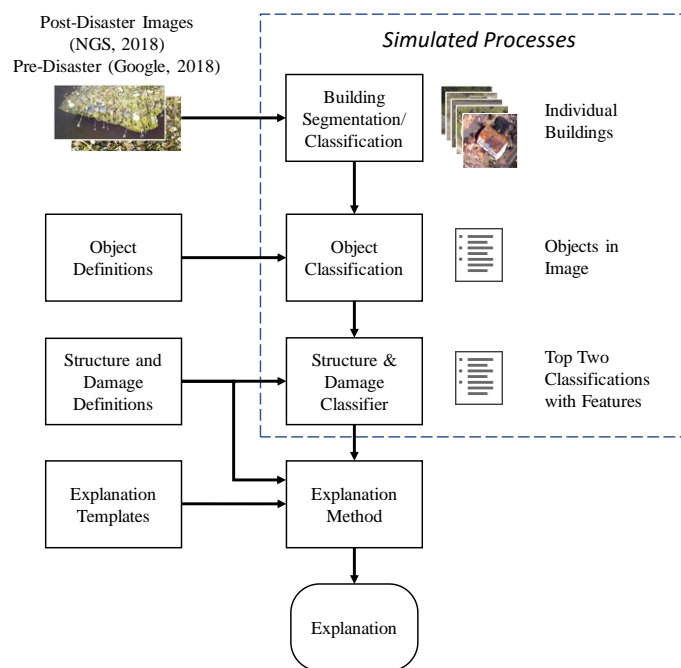 Post-Disaster Images
(NGS, 2018)
Pre-Disaster (Google, 2018)
Simulated Processes
Building
Segmentation/
Classification
Individual
Buildings
Object
Definitions
Object
Classification
Objects in
Image
Structure and
Damage
Definitions
Structure &
Damage
Classifier
Top Two
Classifications
with Features
Explanation
Templates
Explanation
Method
Explanation